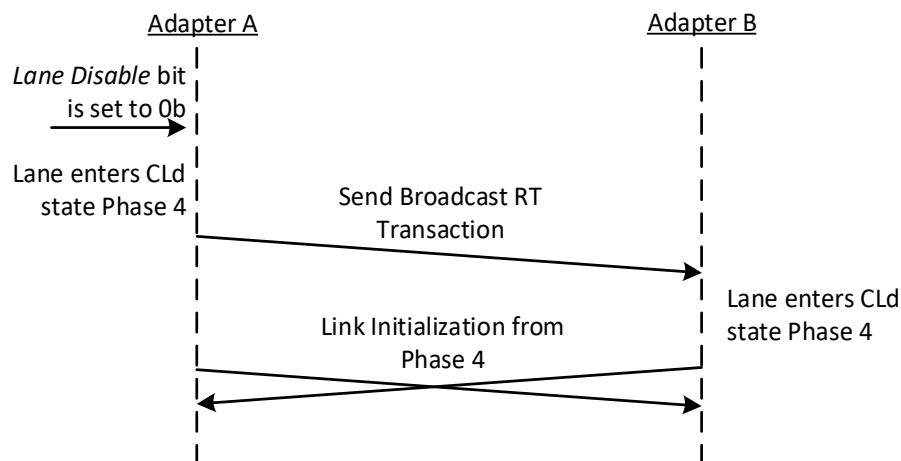 Adapter A
Adapter B
Lane Disable bit
is set to 0b
Lane enters CLd
state Phase 4
Send Broadcast RT
Transaction
Lane enters CLd
state Phase 4
Link Initialization from
Phase 4